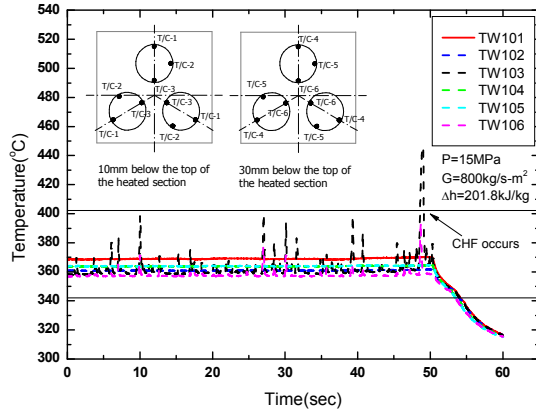 540
520
500
480
460
440
420
400
380
360
340
320
300
Temperature(⁰C)
0 10 20 30 40 50 60
Time(sec)
TW101
TW102
TW103
TW104
TW105
TW106
P=15MPa
G=800kg/s-m²
Δh=201.8kJ/kg
CHF occurs
T/C-1
T/C-2
T/C-3
T/C-2
T/C-3
T/C-3
T/C-1
T/C-1
T/C-2
10mm below the top of
the heated section
T/C-4
T/C-5
T/C-6
T/C-5
T/C-6
T/C-6
T/C-4
T/C-4
T/C-5
30mm below the top of
the heated section